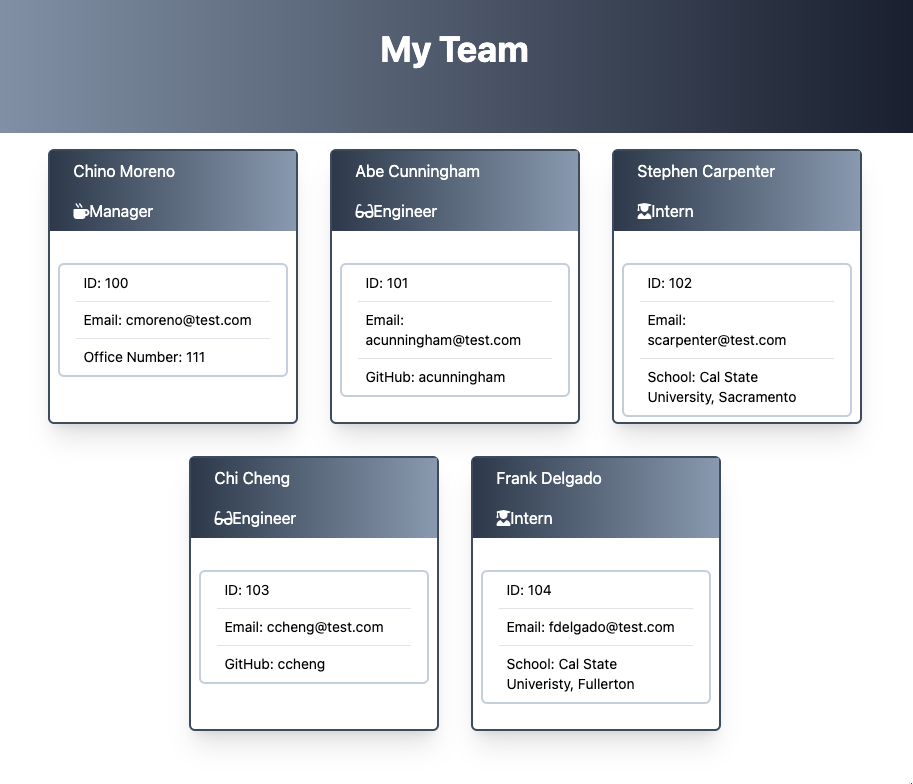 My Team
Chino Moreno
Manager
ID: 100
Email: cmoreno@test.com
Office Number: 111
Abe Cunningham
Engineer
ID: 101
Email:
acunningham@test.com
GitHub: acunningham
Stephen Carpenter
Intern
ID: 102
Email:
scarpenter@test.com
School: Cal State
University, Sacramento
Chi Cheng
Engineer
ID: 103
Email: ccheng@test.com
GitHub: ccheng
Frank Delgado
Intern
ID: 104
Email: fdelgado@test.com
School: Cal State
Univeristy, Fullerton